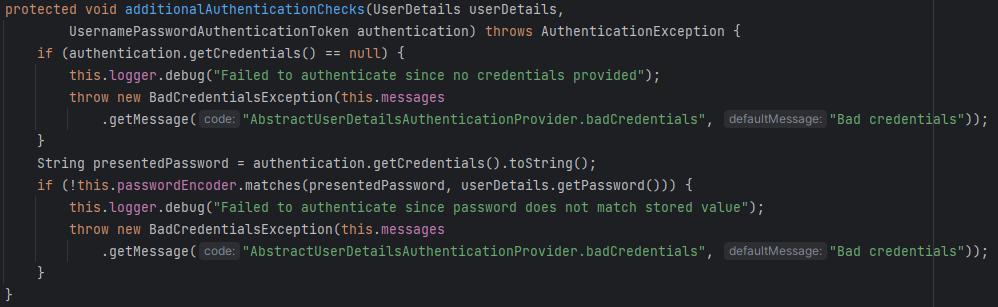 protected void additionalAuthenticationChecks(UserDetails userDetails,
        UsernamePasswordAuthenticationToken authentication) throws AuthenticationException {
    if (authentication.getCredentials() == null) {
        this.logger.debug("Failed to authenticate since no credentials provided");
        throw new BadCredentialsException(this.messages
            .getMessage( code: "AbstractUserDetailsAuthenticationProvider.badCredentials", defaultMessage: "Bad credentials"));
    }
    String presentedPassword = authentication.getCredentials().toString();
    if (!this.passwordEncoder.matches(presentedPassword, userDetails.getPassword())) {
        this.logger.debug("Failed to authenticate since password does not match stored value");
        throw new BadCredentialsException(this.messages
            .getMessage( code: "AbstractUserDetailsAuthenticationProvider.badCredentials", defaultMessage: "Bad credentials"));
    }
}